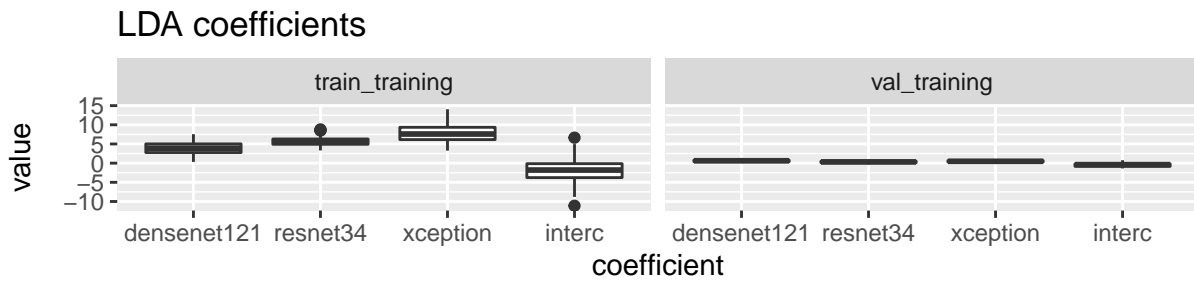 LDA coefficients
train_training val_training
value
15
10
5
0
−5
−10
densenet121 resnet34 xception interc densenet121 resnet34 xception interc
coefficient